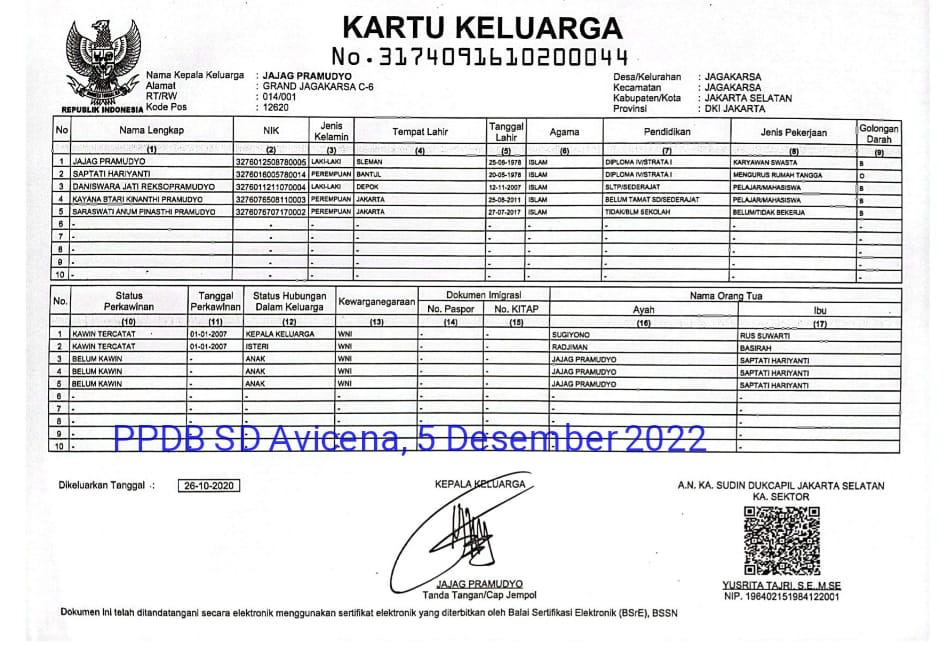 KARTU KELUARGA
No. 3174091610200044
REPUBLIK INDONESIA
Nama Kepala Keluarga : JAJAG PRAMUDYO
Alamat : GRAND JAGAKARSA C-6
RT/RW : 014/001
Kode Pos : 12620
Desa/Kelurahan : JAGAKARSA
Kecamatan : JAGAKARSA
Kabupaten/Kota : JAKARTA SELATAN
Provinsi : DKI JAKARTA
No Nama Lengkap NIK Jenis Kelamin Tempat Lahir Tanggal Lahir Agama Pendidikan Jenis Pekerjaan Golongan Darah
(1) (2) (3) (4) (5) (6) (7) (8) (9)
1 JAJAG PRAMUDYO 3276012508780005 LAKI-LAKI SLEMAN 25-08-1978 ISLAM DIPLOMA IV/STRATA I KARYAWAN SWASTA B
2 SAPTATI HARIYANTI 3276016005780014 PEREMPUAN BANTUL 20-05-1978 ISLAM DIPLOMA IV/STRATA I MENGURUS RUMAH TANGGA O
3 DANISWARA JATI REKSOPRAMUDYO 3276011211070004 LAKI-LAKI DEPOK 12-11-2007 ISLAM SLTP/SEDERAJAT PELAJAR/MAHASISWA B
4 KAYANA BTARI KINANTHI PRAMUDYO 3276076508110003 PEREMPUAN JAKARTA 25-08-2011 ISLAM BELUM TAMAT SD/SEDERAJAT PELAJAR/MAHASISWA B
5 SARASWATI ANUM PINASTHI PRAMUDYO 3276076707170002 PEREMPUAN JAKARTA 27-07-2017 ISLAM TIDAK/BLM SEKOLAH BELUM/TIDAK BEKERJA B
6 - - - - - - - - -
7 - - - - - - - - -
8 - - - - - - - - -
9 - - - - - - - - -
10 - - - - - - - - -
No. Status Perkawinan Tanggal Perkawinan Status Hubungan Dalam Keluarga Kewarganegaraan Dokumen Imigrasi Nama Orang Tua
No. Paspor No. KITAP Ayah Ibu
(10) (11) (12) (13) (14) (15) (16) (17)
1 KAWIN TERCATAT 01-01-2007 KEPALA KELUARGA WNI - - SUGIYONO RUS SUWARTI
2 KAWIN TERCATAT 01-01-2007 ISTERI WNI - - RADJIMAN BASIRAH
3 BELUM KAWIN - ANAK WNI - - JAJAG PRAMUDYO SAPTATI HARIYANTI
4 BELUM KAWIN - ANAK WNI - - JAJAG PRAMUDYO SAPTATI HARIYANTI
5 BELUM KAWIN - ANAK WNI - - JAJAG PRAMUDYO SAPTATI HARIYANTI
6 - - - - - - - -
7 - - - - - - - -
8 - - - - - - - -
9 - - - - - - - -
10 - - - - - - - -
PPDB SD Avicena, 5 Desember 2022
Dikeluarkan Tanggal : 26-10-2020
KEPALA KELUARGA
JAJAG PRAMUDYO
Tanda Tangan/Cap Jempol
A.N. KA. SUDIN DUKCAPIL JAKARTA SELATAN
KA. SEKTOR
YUSRITA TAJRI, S.E.,M.SE
NIP. 196402151984122001
Dokumen Ini telah ditandatangani secara elektronik menggunakan sertifikat elektronik yang diterbitkan oleh Balai Sertifikasi Elektronik (BSrE), BSSN